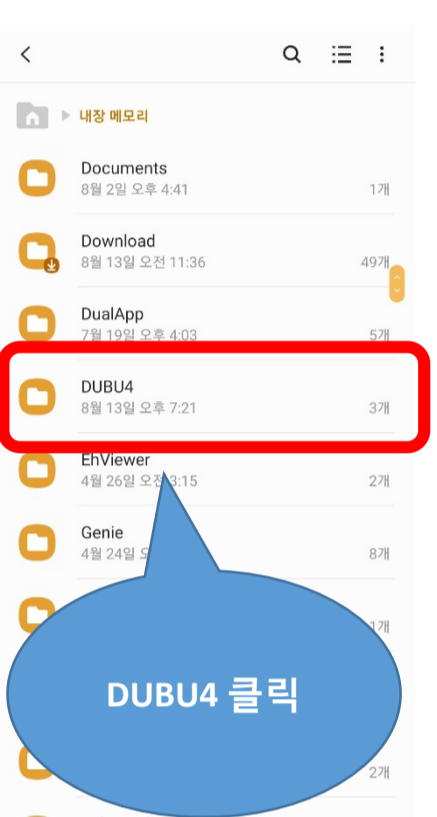 내장 메모리
Documents
8월 2일 오후 4:41 1개
Download
8월 13일 오전 11:36 49개
DualApp
7월 19일 오후 4:03 5개
DUBU4
8월 13일 오후 7:21 3개
EhViewer
4월 26일 오전 3:15 2개
Genie
4월 24일 8개
1개
DUBU4 클릭
2개